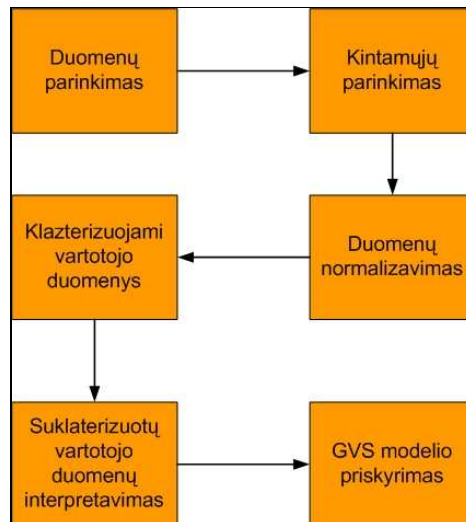 Duomenų
parinkimas
Kintamųjų
parinkimas
Klazterizuojami
vartotojo
duomenys
Duomenų
normalizavimas
Suklaterizuotų
vartotojo
duomenų
interpretavimas
GVS modelio
priskyrimas